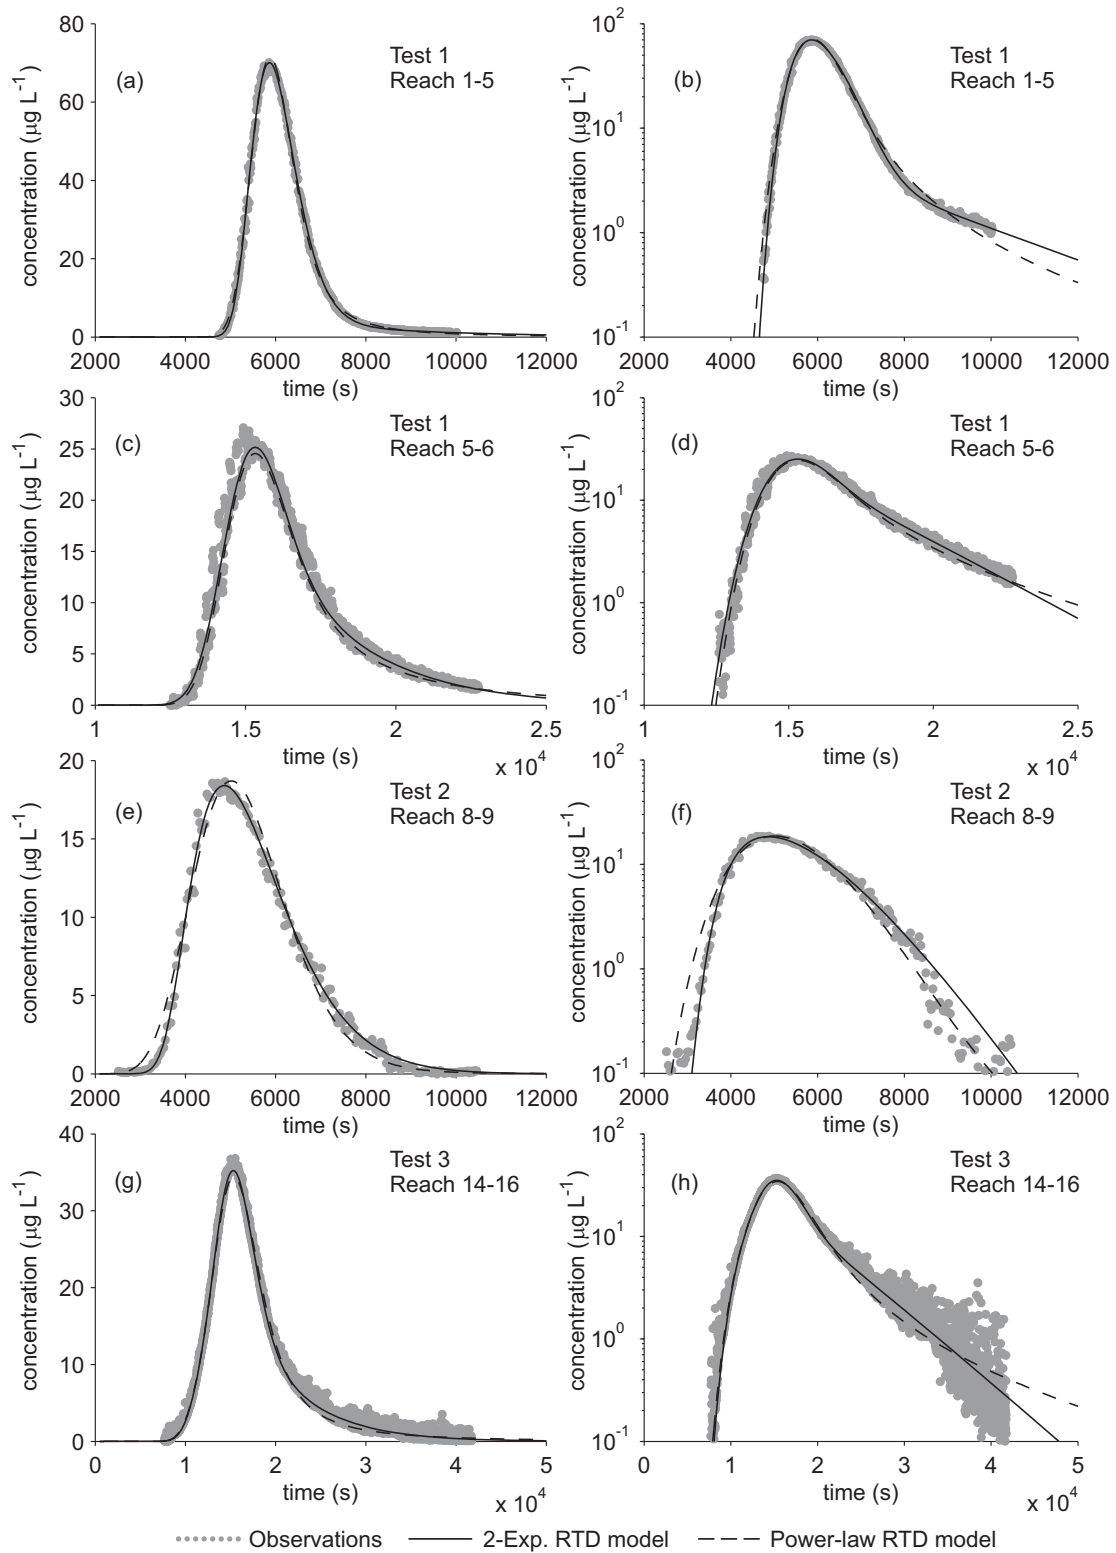 80
60
40
20
0
concentration (μg L⁻¹)
(a)
Test 1
Reach 1-5
2000 4000 6000 8000 10000 12000
time (s)
10²
10¹
10⁰
10⁻¹
concentration (μg L⁻¹)
(b)
Test 1
Reach 1-5
2000 4000 6000 8000 10000 12000
time (s)
30
25
20
15
10
5
0
concentration (μg L⁻¹)
(c)
Test 1
Reach 5-6
1 1.5 2 2.5
time (s)
x 10⁴
10²
10¹
10⁰
10⁻¹
concentration (μg L⁻¹)
(d)
Test 1
Reach 5-6
1 1.5 2 2.5
time (s)
x 10⁴
20
15
10
5
0
concentration (μg L⁻¹)
(e)
Test 2
Reach 8-9
2000 4000 6000 8000 10000 12000
time (s)
10²
10¹
10⁰
10⁻¹
concentration (μg L⁻¹)
(f)
Test 2
Reach 8-9
2000 4000 6000 8000 10000 12000
time (s)
40
30
20
10
0
concentration (μg L⁻¹)
(g)
Test 3
Reach 14-16
0 1 2 3 4 5
time (s)
x 10⁴
10²
10¹
10⁰
10⁻¹
concentration (μg L⁻¹)
(h)
Test 3
Reach 14-16
0 1 2 3 4 5
time (s)
x 10⁴
Observations 2-Exp. RTD model Power-law RTD model